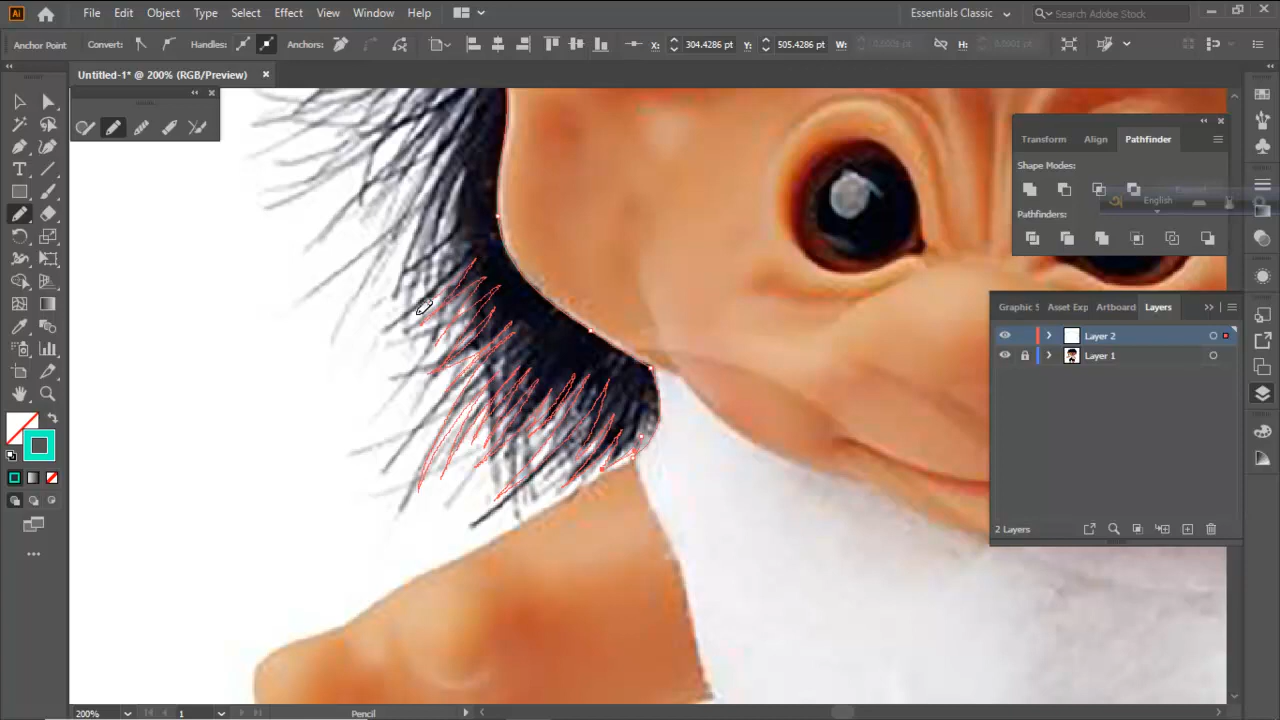 Ai File Edit Object Type Select Effect View Window Help Essentials Classic Search Adobe Stock
Anchor Point Convert: Handles: Anchors: X: 304.4286 pt Y: 505.4286 pt W: H:
Untitled-1* @ 200% (RGB/Preview)
Transform Align Pathfinder
Shape Modes:
English
Pathfinders:
Graphic S Asset Exp Artboard Layers
Layer 2
Layer 1
2 Layers
200% 1 Pencil